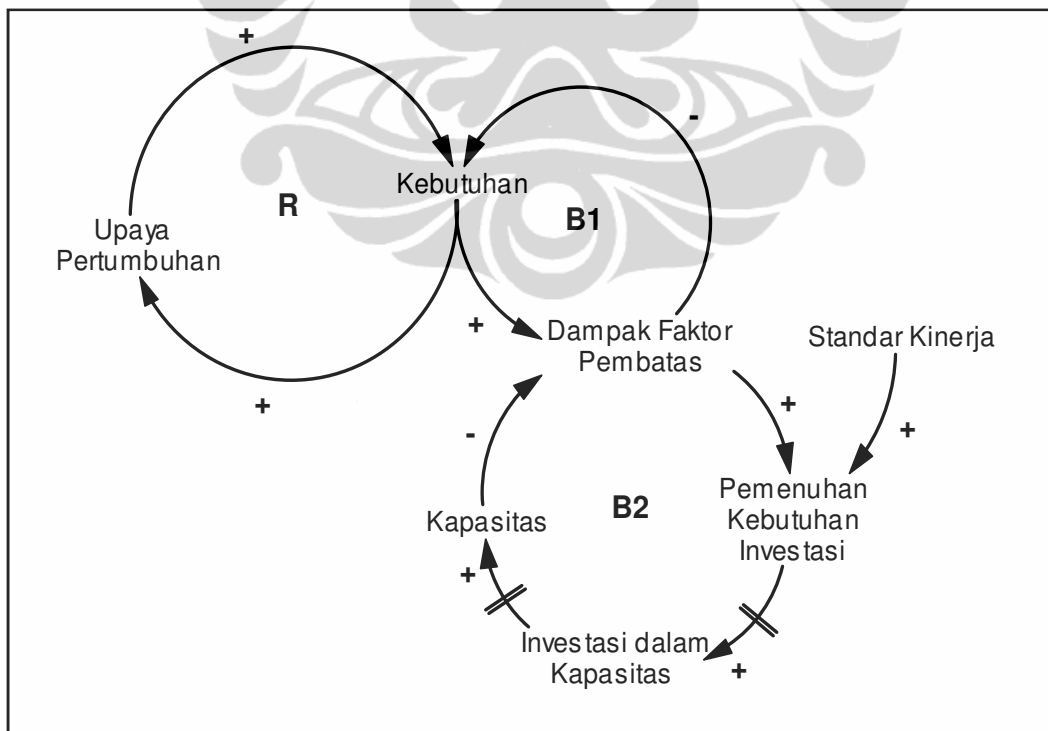 +
-
Kebutuhan
R
B1
Upaya
Pertumbuhan
+
Dampak Faktor
Pembatas
Standar Kinerja
+
+
+
-
Pemenuhan
Kebutuhan
Investasi
Kapasitas
B2
+
Investasi dalam
Kapasitas
+